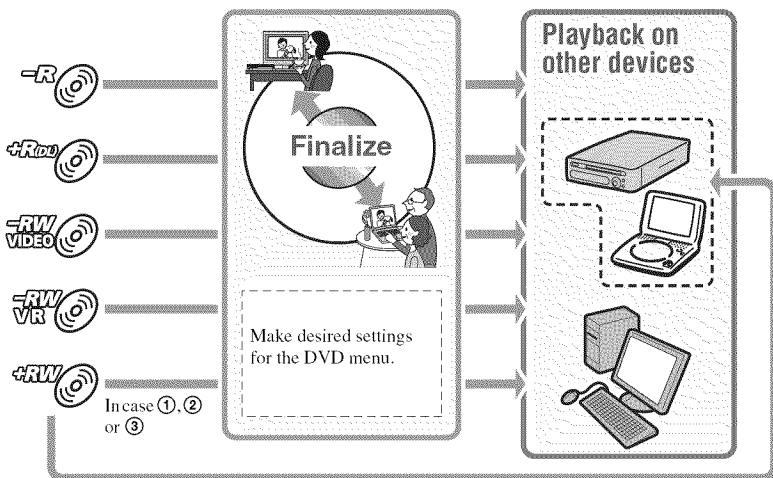 Playback on
other devices
-R
+R(DL)
Finalize
-RW
VIDEO
-RW
VR
Make desired settings
for the DVD menu.
+RW
In case ①, ②
or ③